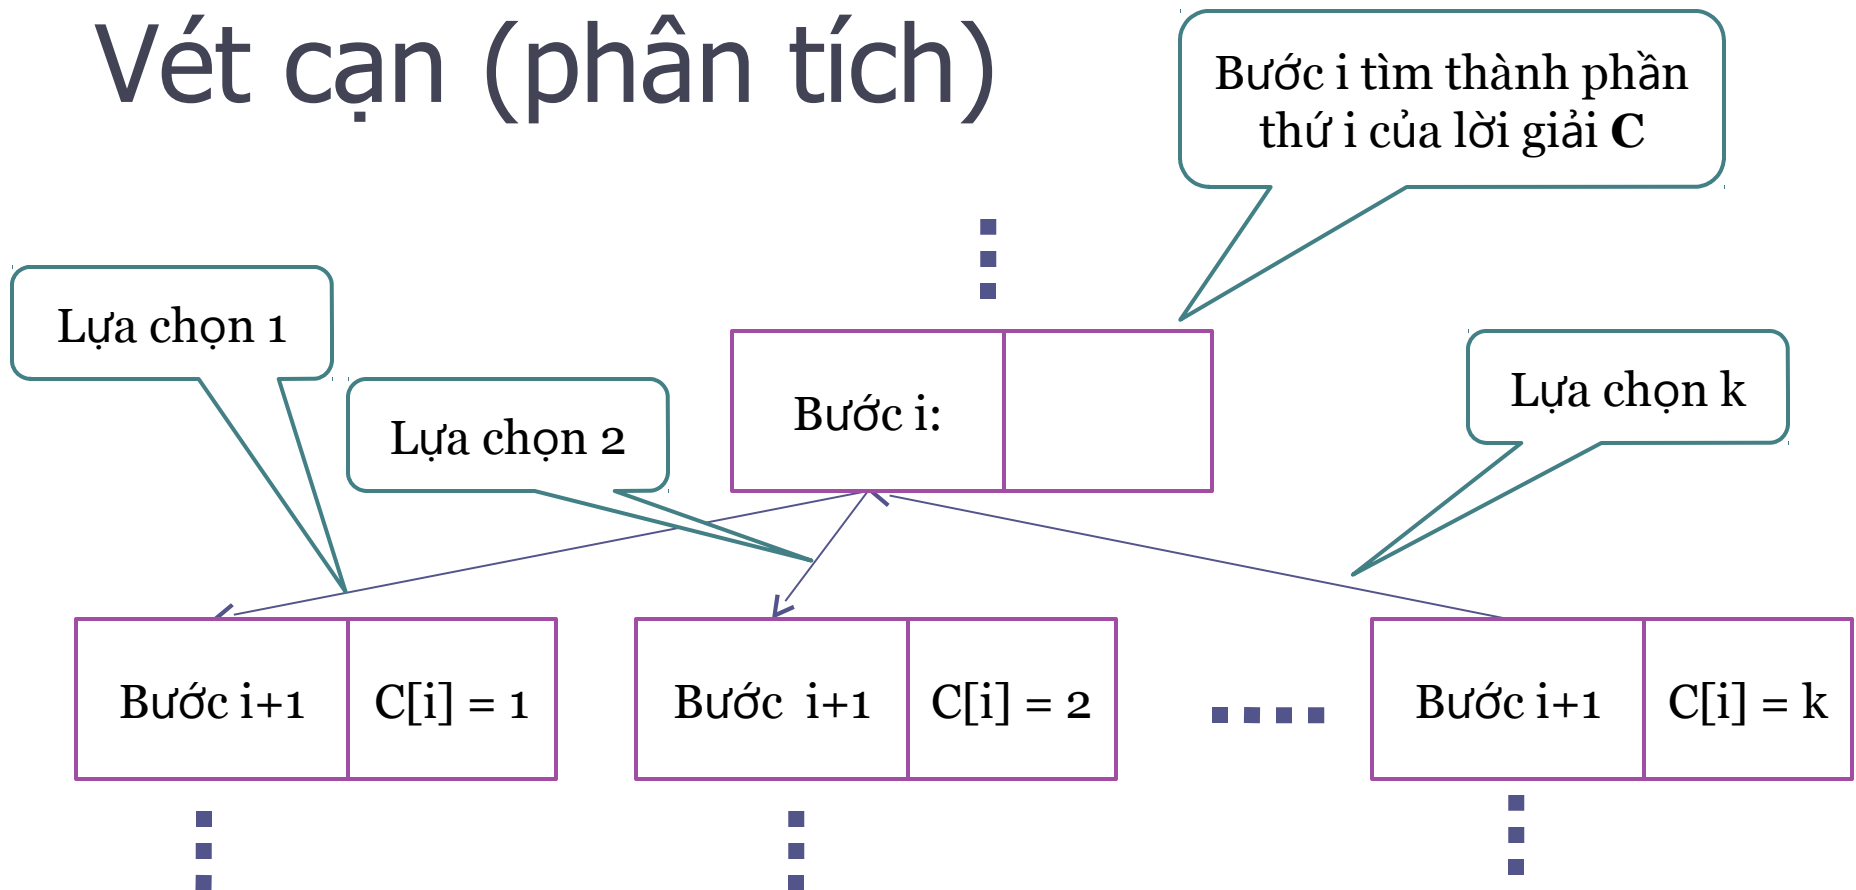 Vét cạn (phân tích)
Bước i tìm thành phần
thứ i của lời giải C
Lựa chọn 1
Lựa chọn 2
Bước i:
Lựa chọn k
Bước i+1
C[i] = 1
Bước i+1
C[i] = 2
Bước i+1
C[i] = k